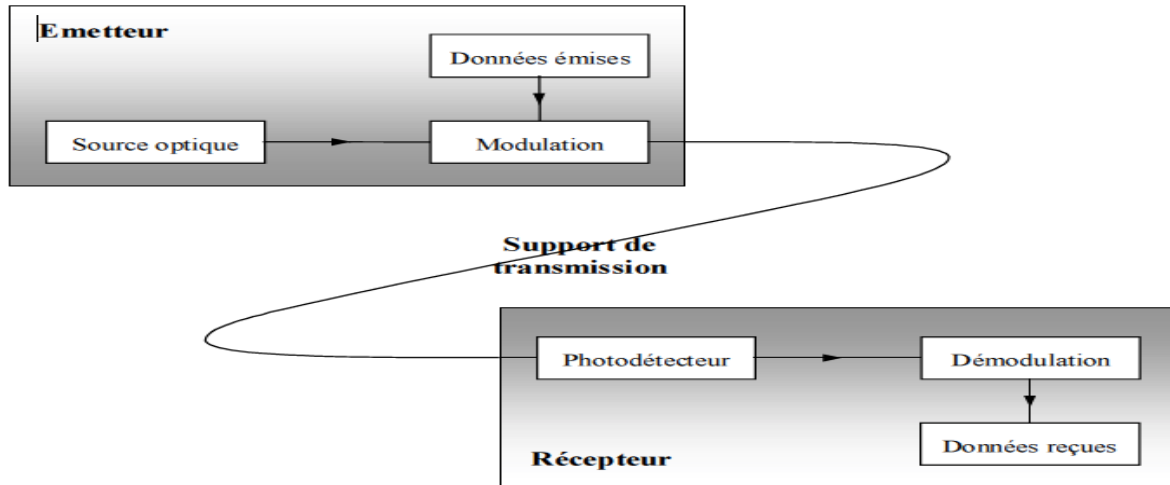 Emetteur
Données émises
Source optique
Modulation
Support de
transmission
Photodétecteur
Démodulation
Données reçues
Récepteur